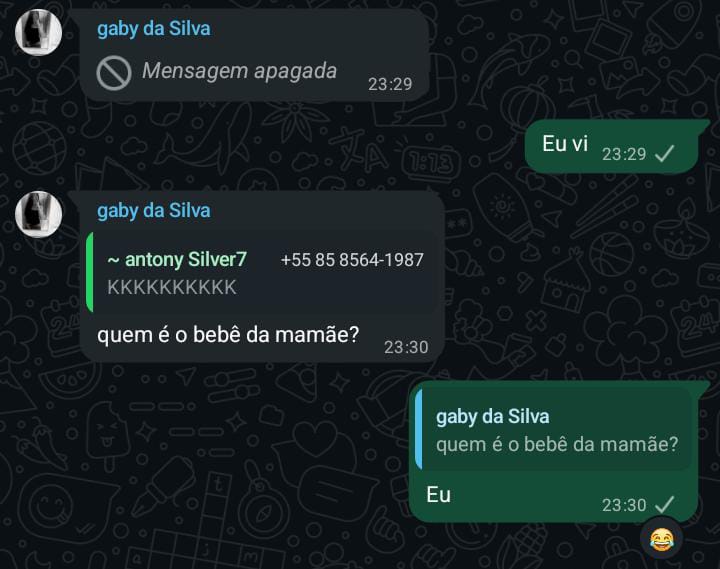 gaby da Silva
Mensagem apagada
23:29
Eu vi 23:29
gaby da Silva
~ antony Silver7 +55 85 8564-1987
KKKKKKKKKK
quem é o bebê da mamãe?
23:30
gaby da Silva
quem é o bebê da mamãe?
Eu
23:30